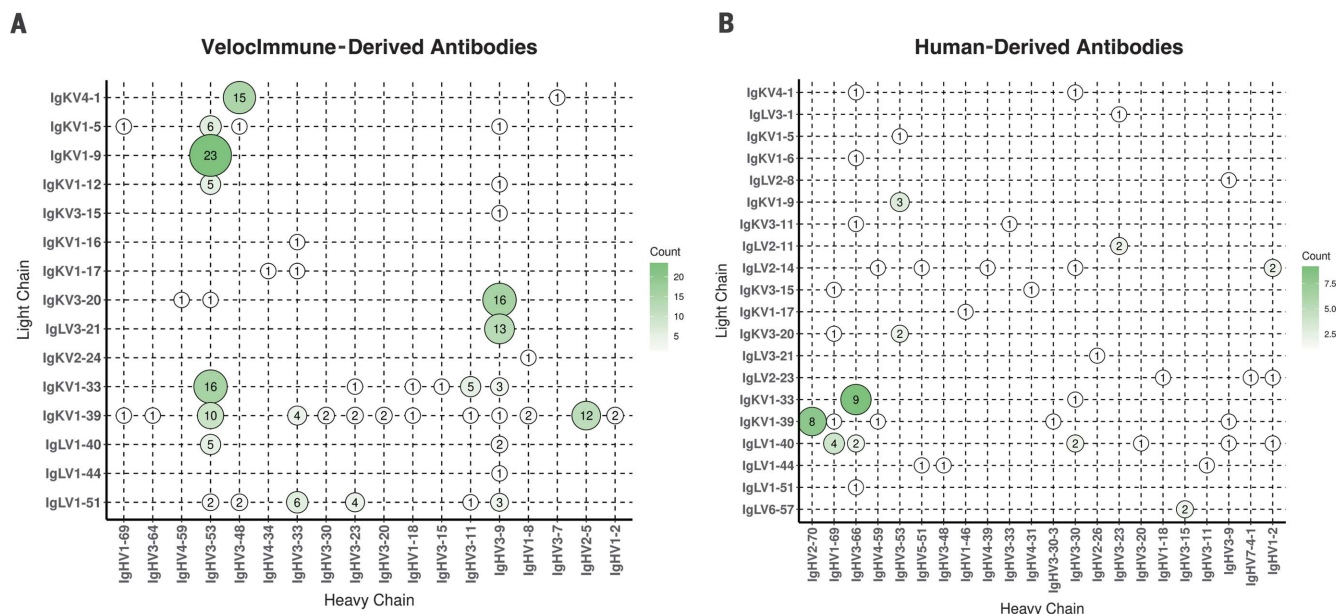 A
VelocImmune-Derived Antibodies
IgKV4-1 15 1
IgKV1-5 1 6 1 1
IgKV1-9 23
IgKV1-12 5 1
IgKV3-15 1
IgKV1-16 1
IgKV1-17 1 1
IgKV3-20 1 1 16
IgLV3-21 13
IgKV2-24 1
IgKV1-33 16 1 1 1 5 3
IgKV1-39 1 1 10 4 2 2 2 1 1 1 2 12 2
IgLV1-40 5 2
IgLV1-44 1
IgLV1-51 2 2 6 4 1 3
Light Chain
IgHV1-69 IgHV3-64 IgHV4-59 IgHV3-53 IgHV3-48 IgHV4-34 IgHV3-33 IgHV3-30 IgHV3-23 IgHV3-20 IgHV1-18 IgHV3-15 IgHV3-11 IgHV3-9 IgHV1-8 IgHV3-7 IgHV2-5 IgHV1-2
Heavy Chain
Count
20
15
10
5
B
Human-Derived Antibodies
IgKV4-1 1 1
IgLV3-1 1
IgKV1-5 1
IgKV1-6 1
IgLV2-8 1
IgKV1-9 3
IgKV3-11 1 1
IgLV2-11 2
IgLV2-14 1 1 1 1 2
IgKV3-15 1 1
IgKV1-17 1
IgKV3-20 1 2
IgLV3-21 1
IgLV2-23 1 1 1
IgKV1-33 9 1
IgKV1-39 8 1 1 1 1
IgLV1-40 4 2 2 1 1 1
IgLV1-44 1 1 1
IgLV1-51 1
IgLV6-57 2
Light Chain
IgHV2-70 IgHV1-69 IgHV3-66 IgHV4-59 IgHV3-53 IgHV5-51 IgHV3-48 IgHV1-46 IgHV4-39 IgHV3-33 IgHV4-31 IgHV3-30-3 IgHV3-30 IgHV2-26 IgHV3-23 IgHV3-20 IgHV1-18 IgHV3-15 IgHV3-11 IgHV3-9 IgHV7-4-1 IgHV1-2
Heavy Chain
Count
7.5
5.0
2.5